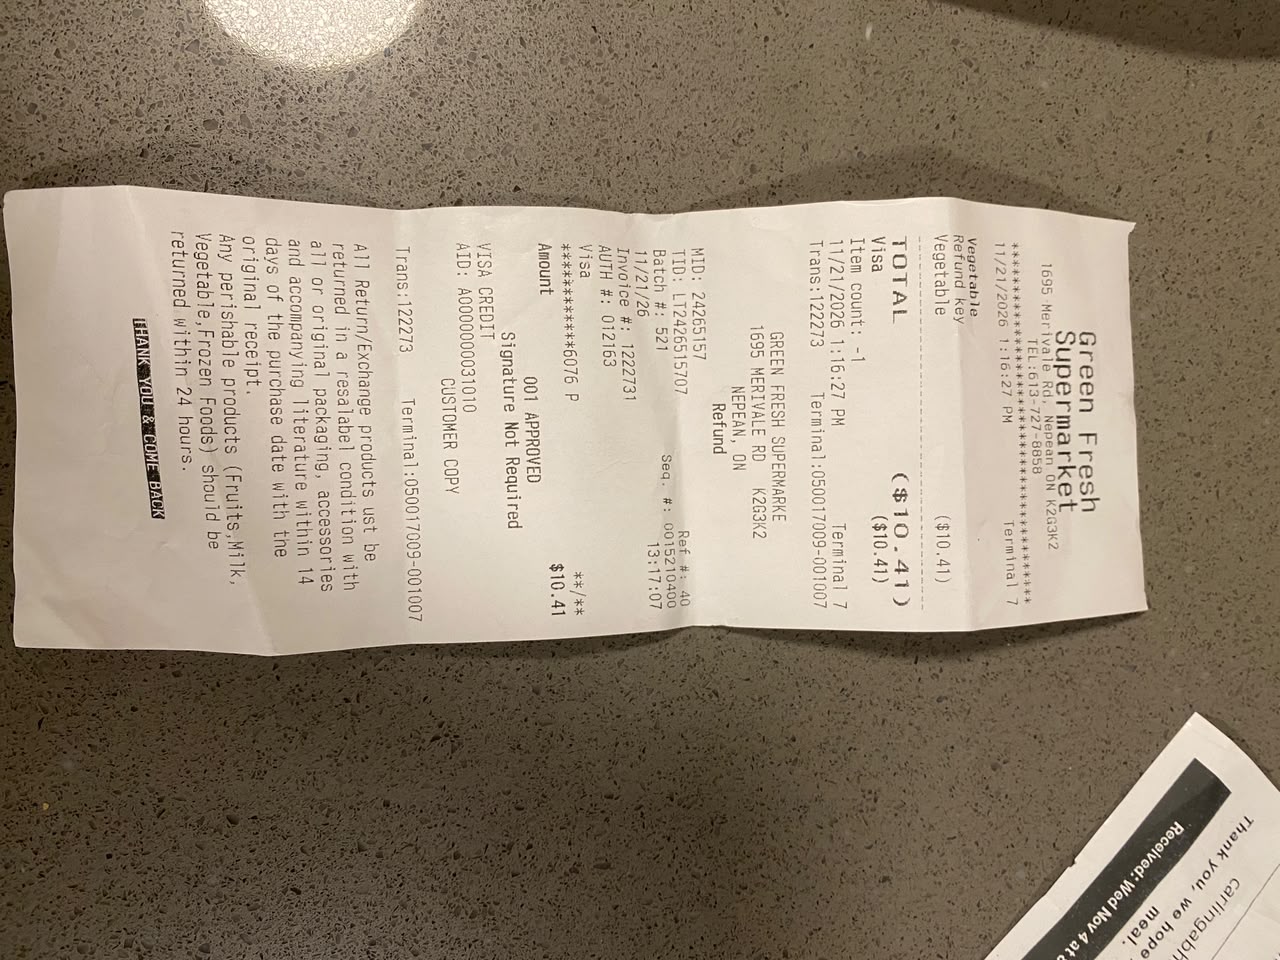 Green Fresh
Supermarket
1695 Merivale Rd, Nepean ON K2G3K2
TEL:613-727-8858
************************************
11/21/2026 1:16:27 PM Terminal 7
Vegetable
Refund key
Vegetable ($10.41)
TOTAL ($10.41)
Visa ($10.41)
Item count: -1
11/21/2026 1:16:27 PM Terminal 7
Trans:122273 Terminal:050017009-001007
GREEN FRESH SUPERMARKE
1695 MERIVALE RD K2G3K2
NEPEAN, ON
Refund
MID: 24265157
TID: LT2426515707 Ref #: 40
Batch #: 521 Seq. #: 0015210400
11/21/26 13:17:07
Invoice #: 1222731
AUTH #: 012163
Visa
************6076 P **/**
Amount $10.41
001 APPROVED
Signature Not Required
VISA CREDIT
AID: A0000000031010
CUSTOMER COPY
Trans:122273 Terminal:050017009-001007
All Return/Exchange products ust be
returned in a resalabel condition with
all or original packaging, accessories
and accompanying literature within 14
days of the purchase date with the
original receipt.
Any perishable products (Fruits,Milk,
Vegetable,Frozen Foods) should be
returned within 24 hours.
THANK YOU & COME BACK
Received: Wed Nov 4 at
Thank you, we hope
meal.